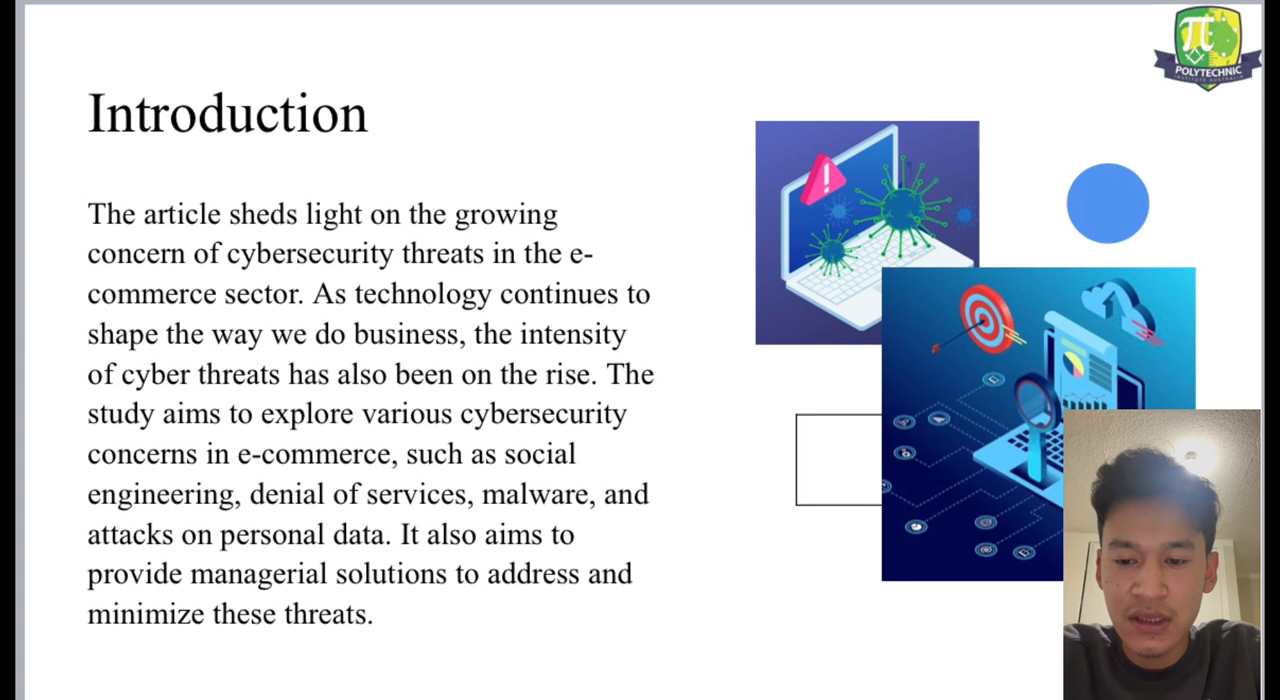 POLYTECHNIC
INSTITUTE AUSTRALIA
Introduction
The article sheds light on the growing
concern of cybersecurity threats in the e-
commerce sector. As technology continues to
shape the way we do business, the intensity
of cyber threats has also been on the rise. The
study aims to explore various cybersecurity
concerns in e-commerce, such as social
engineering, denial of services, malware, and
attacks on personal data. It also aims to
provide managerial solutions to address and
minimize these threats.